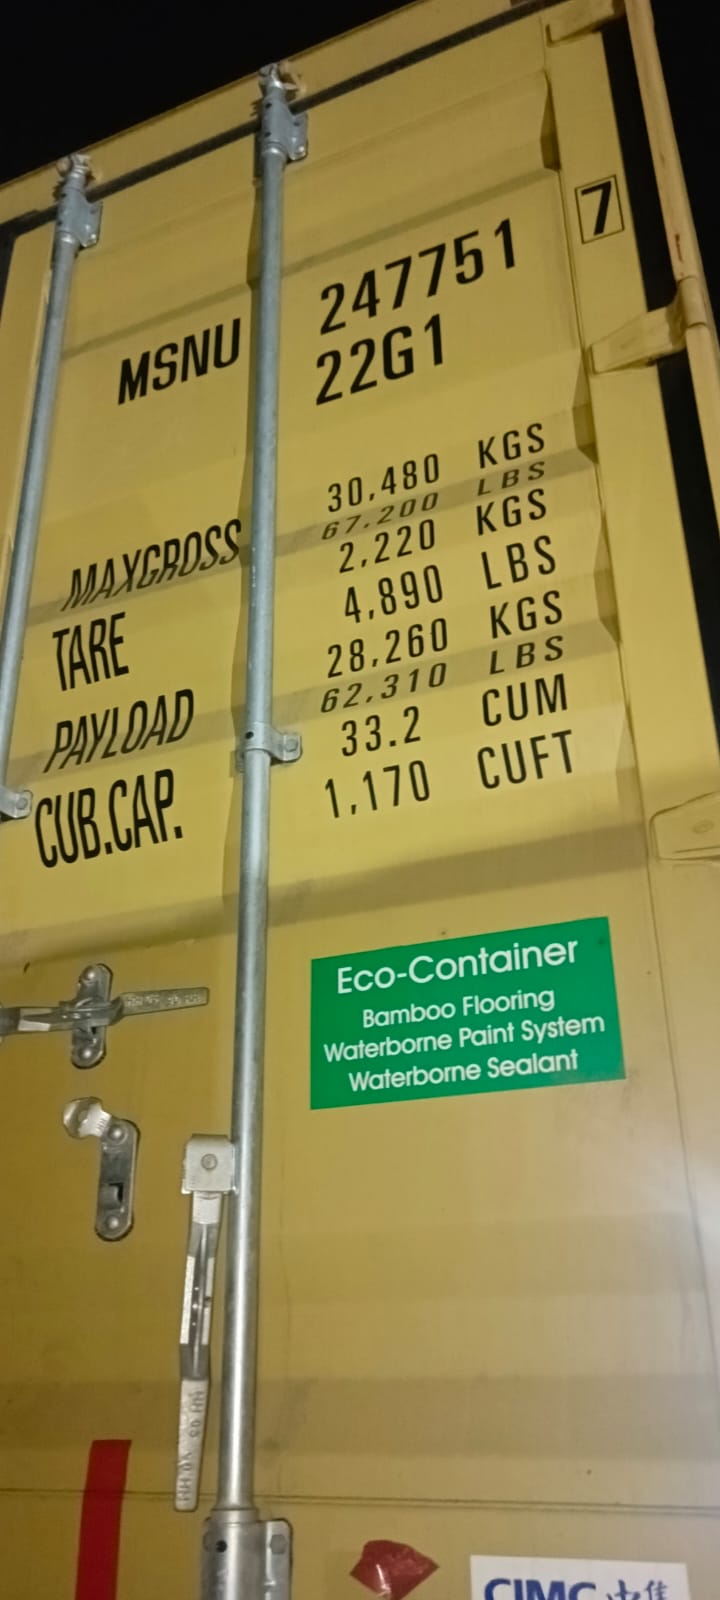 7
MSNU 247751
22G1
MAXGROSS 30,480 KGS
67,200 LBS
TARE 2,220 KGS
4,890 LBS
PAYLOAD 28,260 KGS
62,310 LBS
CUB.CAP. 33.2 CUM
1,170 CUFT
Eco-Container
Bamboo Flooring
Waterborne Paint System
Waterborne Sealant
CIMC 中集